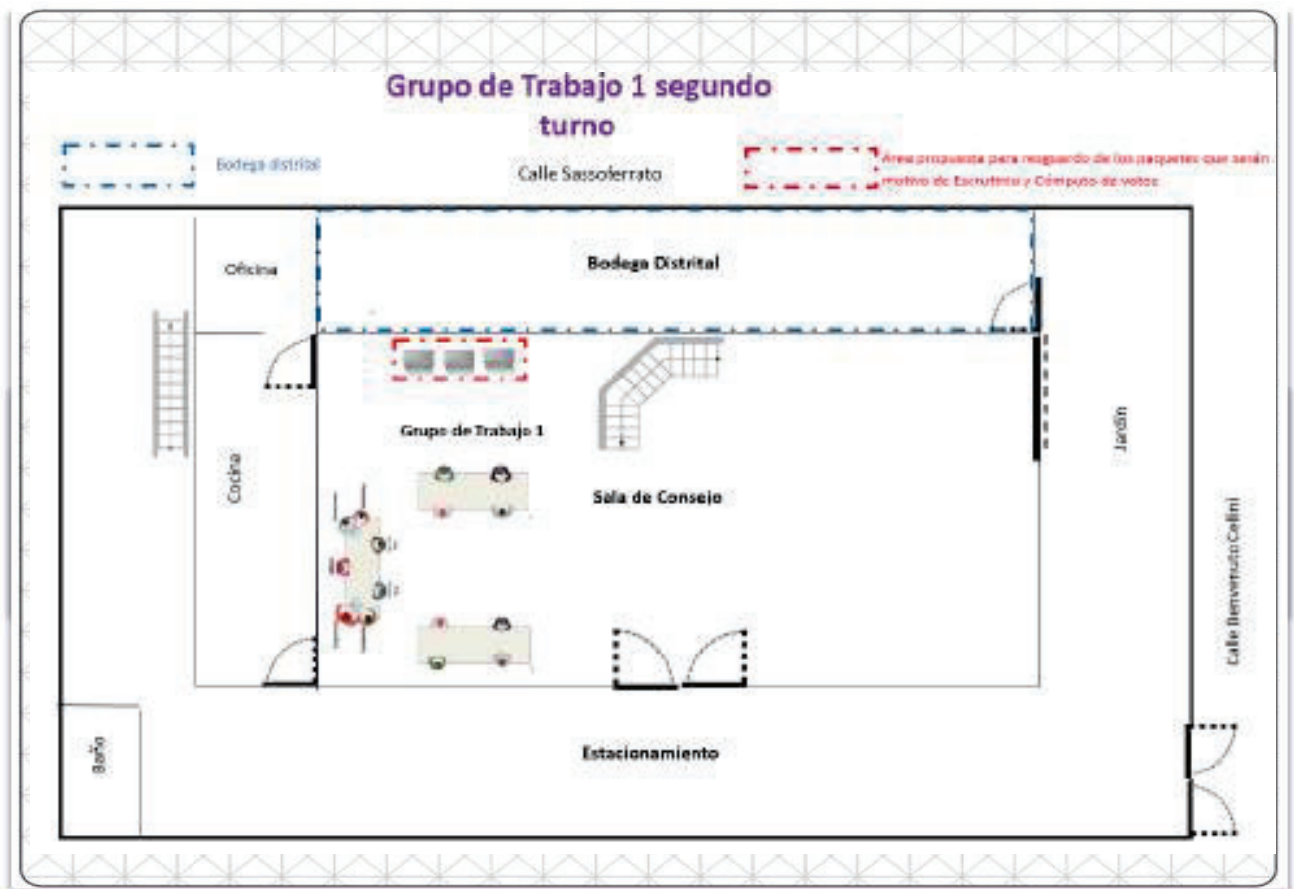 Grupo de Trabajo 1 segundo
turno
Bodega distrital
Calle Sassoferrato
Área propuesta para resguardo de los paquetes que serán
motivo de Escrutinio y Cómputo de votos
Oficina
Bodega Distrital
Grupo de Trabajo 1
Cocina
Sala de Consejo
Jardín
Calle Benvenuto Celini
Baño
Estacionamiento